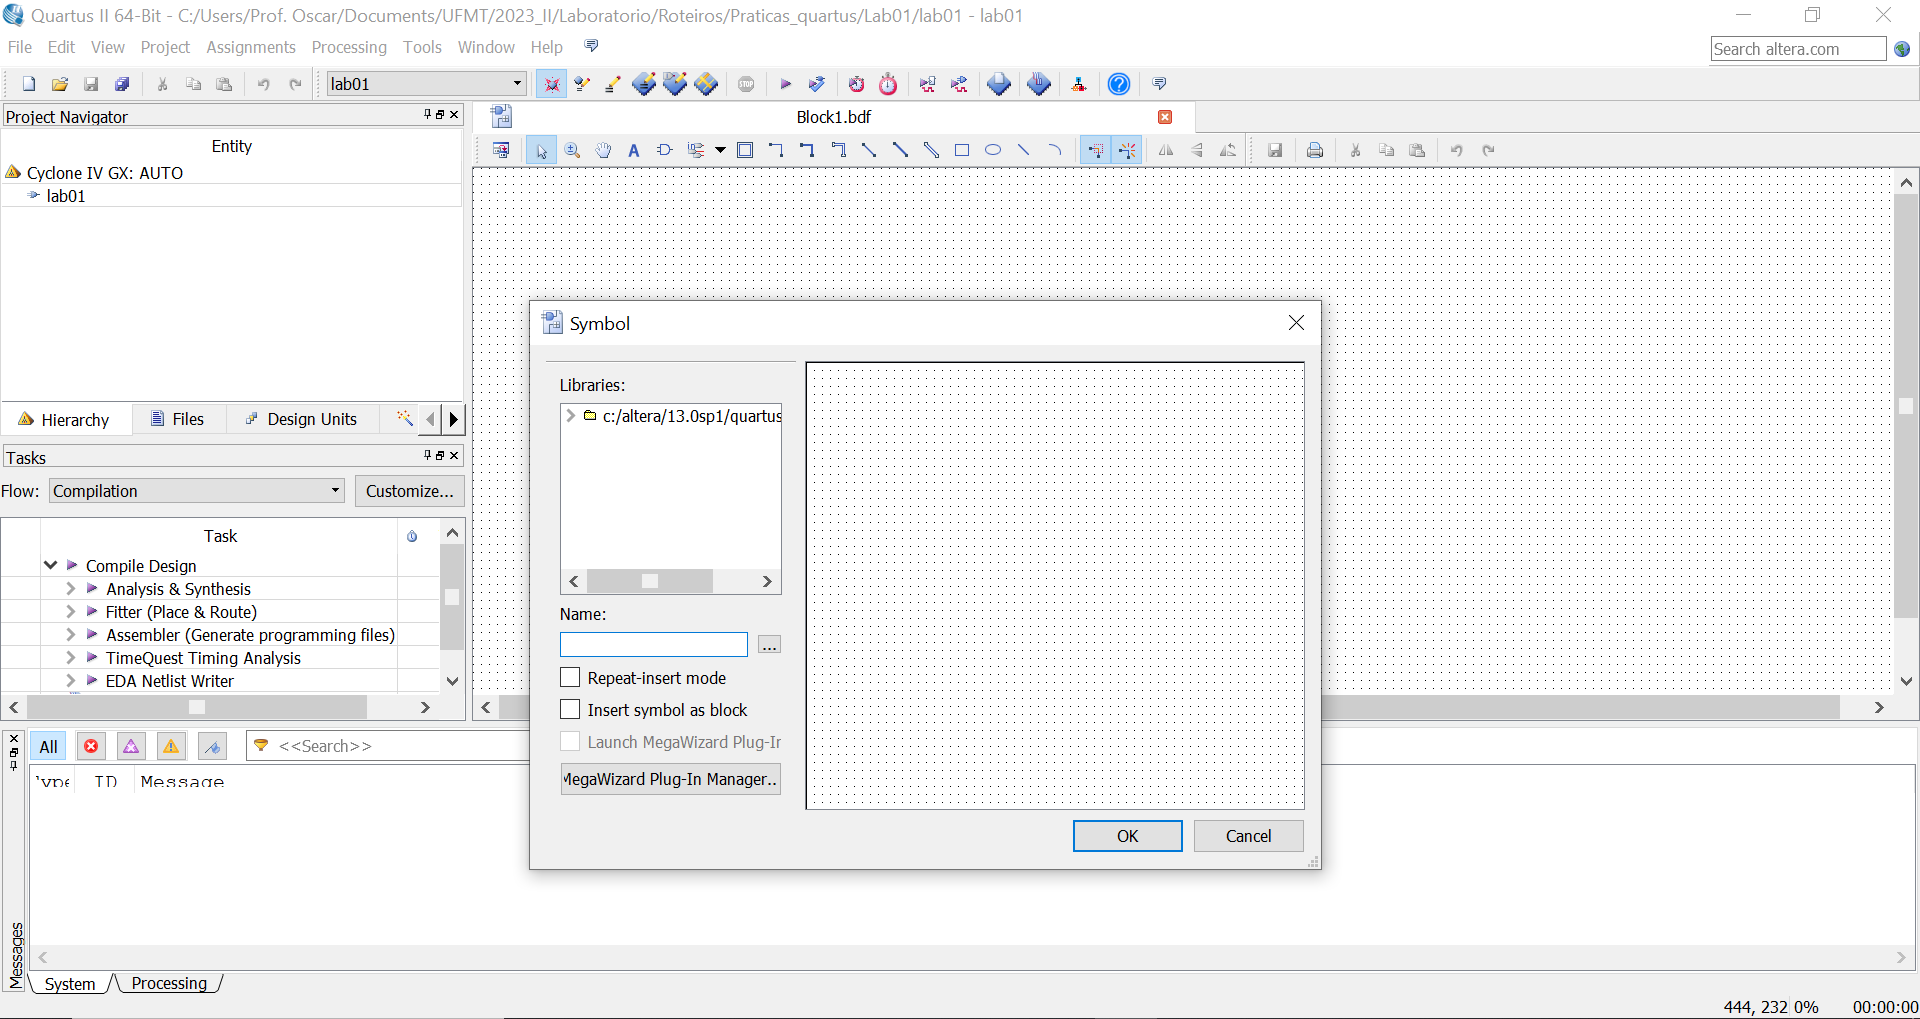 Quartus II 64-Bit - C:/Users/Prof. Oscar/Documents/UFMT/2023_II/Laboratorio/Roteiros/Praticas_quartus/Lab01/lab01 - lab01
File Edit View Project Assignments Processing Tools Window Help
Search altera.com
lab01
STOP
Project Navigator
Block1.bdf
Entity
Cyclone IV GX: AUTO
lab01
Hierarchy Files Design Units
Tasks
Flow: Compilation Customize...
Task
Compile Design
Analysis & Synthesis
Fitter (Place & Route)
Assembler (Generate programming files)
TimeQuest Timing Analysis
EDA Netlist Writer
Symbol
Libraries:
c:/altera/13.0sp1/quartus
Name:
...
Repeat-insert mode
Insert symbol as block
Launch MegaWizard Plug-In
MegaWizard Plug-In Manager..
OK Cancel
All <<Search>>
Type ID Message
Messages
System Processing
444, 232 0% 00:00:00